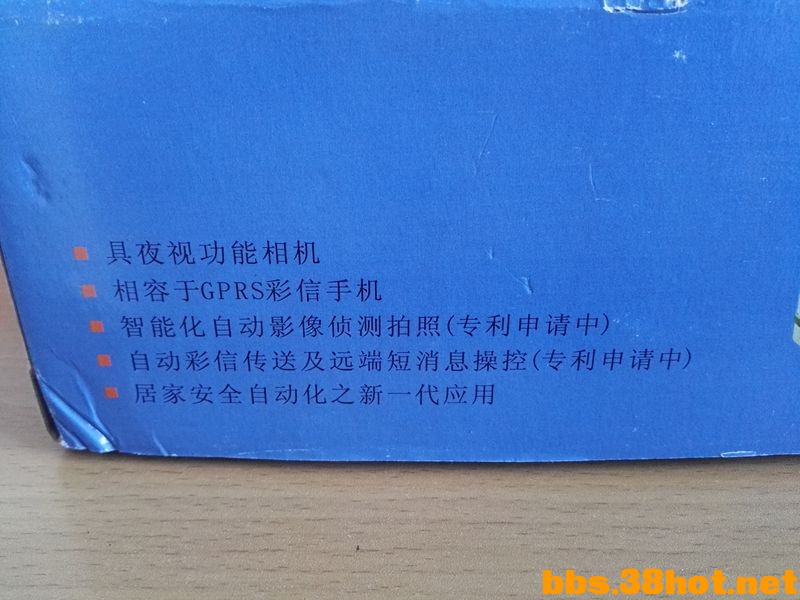 具夜视功能相机
相容于GPRS彩信手机
智能化自动影像侦测拍照(专利申请中)
自动彩信传送及远端短消息操控(专利申请中)
居家安全自动化之新一代应用
bbs.38hot.net